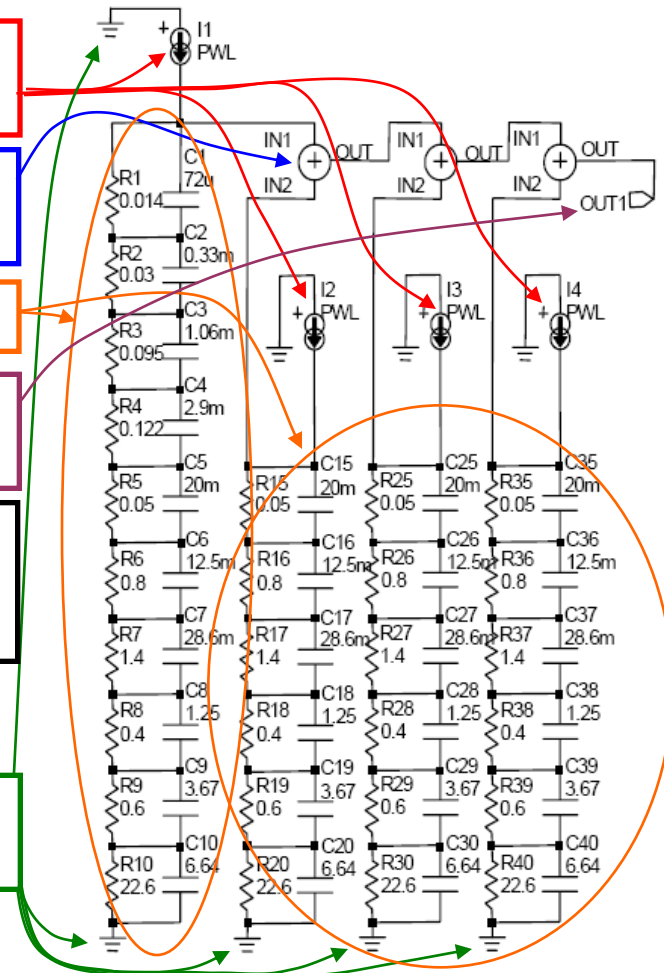 I1
PWL
IN1
OUT
IN2
IN1
OUT
IN2
IN1
OUT
IN2
OUT1
C1
72u
R1
0.014
C2
0.33m
R2
0.03
C3
1.06m
R3
0.095
C4
2.9m
R4
0.122
C5
20m
R5
0.05
C6
12.5m
R6
0.8
C7
28.6m
R7
1.4
C8
1.25
R8
0.4
C9
3.67
R9
0.6
C10
6.64
R10
22.6
I2
PWL
C15
20m
R15
0.05
C16
12.5m
R16
0.8
C17
28.6m
R17
1.4
C18
1.25
R18
0.4
C19
3.67
R19
0.6
C20
6.64
R20
22.6
I3
PWL
C25
20m
R25
0.05
C26
12.5m
R26
0.8
C27
28.6m
R27
1.4
C28
1.25
R28
0.4
C29
3.67
R29
0.6
C30
6.64
R30
22.6
I4
PWL
C35
20m
R35
0.05
C36
12.5m
R36
0.8
C37
28.6m
R37
1.4
C38
1.25
R38
0.4
C39
3.67
R39
0.6
C40
6.64
R40
22.6